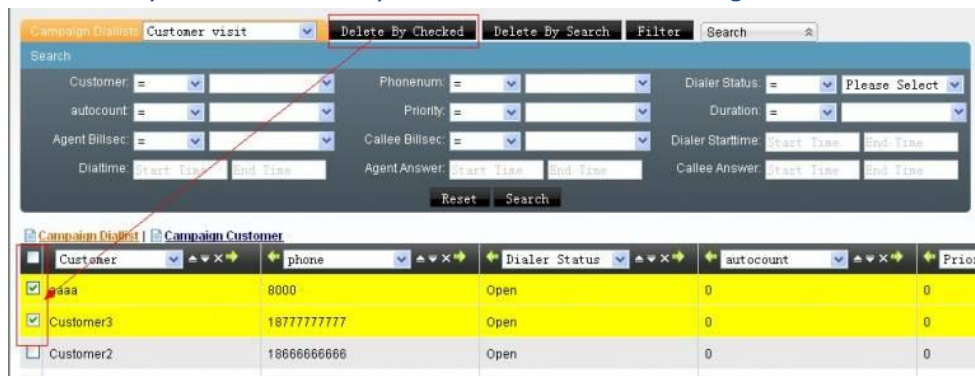 Campaign Diallists Customer visit Delete By Checked Delete By Search Filter Search
Search
Customer: = Phonenum: = Dialer Status: = Please Select
autocount: = Priority: = Duration: =
Agent Billsec: = Callee Billsec: = Dialer Starttime: Start Time End Time
Dialtime: Start Time End Time Agent Answer: Start Time End Time Callee Answer: Start Time End Time
Reset Search
Campaign Diallist | Campaign Customer
Customer phone Dialer Status autocount Prior
aaaa 8000 Open 0 0
Customer3 18777777777 Open 0 0
Customer2 18666666666 Open 0 0